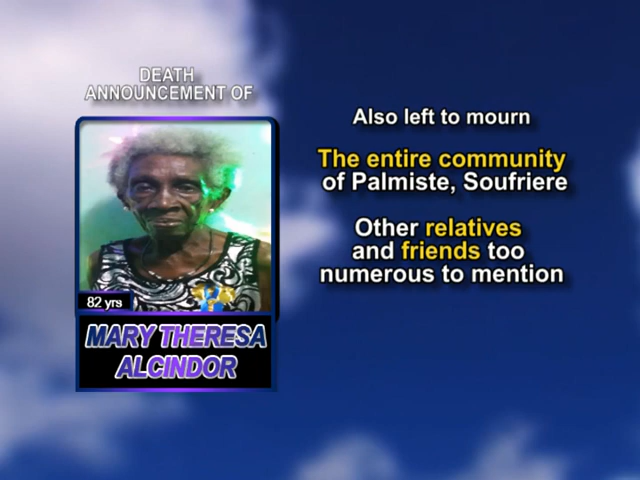 DEATH
ANNOUNCEMENT OF
82 yrs
MARY THERESA
ALCINDOR
Also left to mourn
The entire community
of Palmiste, Soufriere
Other relatives
and friends too
numerous to mention